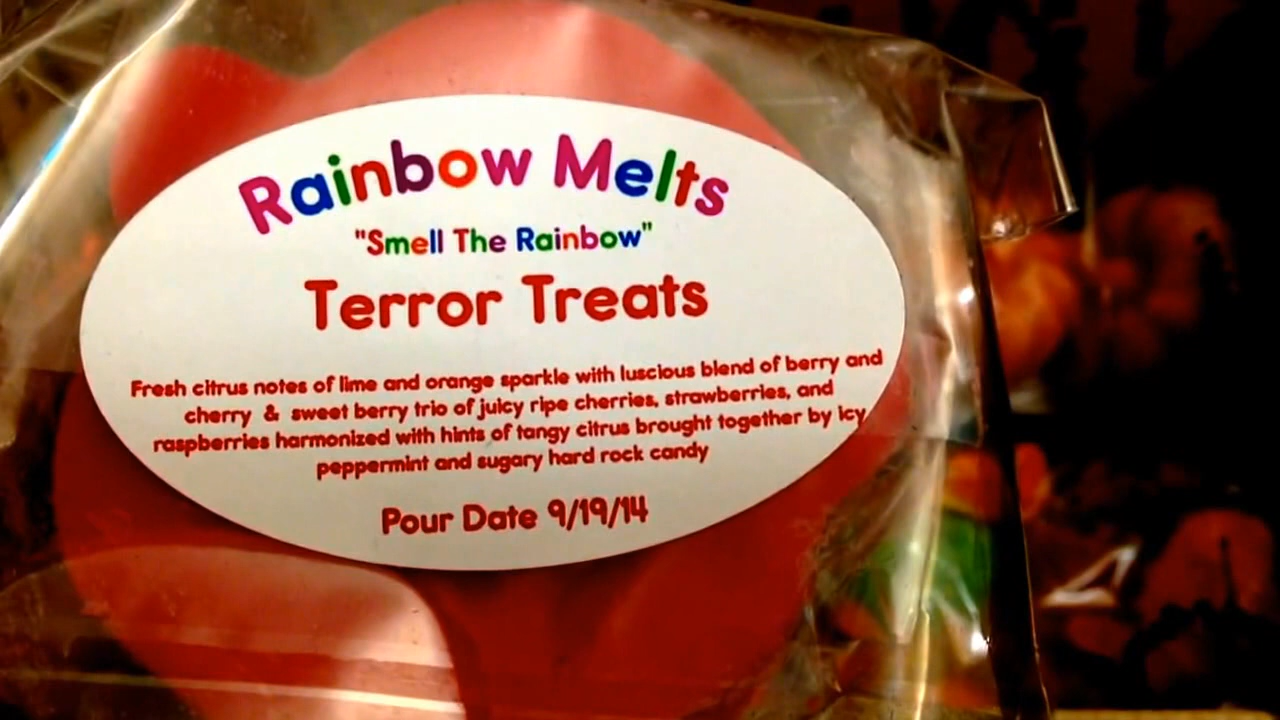 Rainbow Melts
"Smell The Rainbow"
Terror Treats
Fresh citrus notes of lime and orange sparkle with luscious blend of berry and
cherry & sweet berry trio of juicy ripe cherries, strawberries, and
raspberries harmonized with hints of tangy citrus brought together by icy
peppermint and sugary hard rock candy
Pour Date 9/19/14